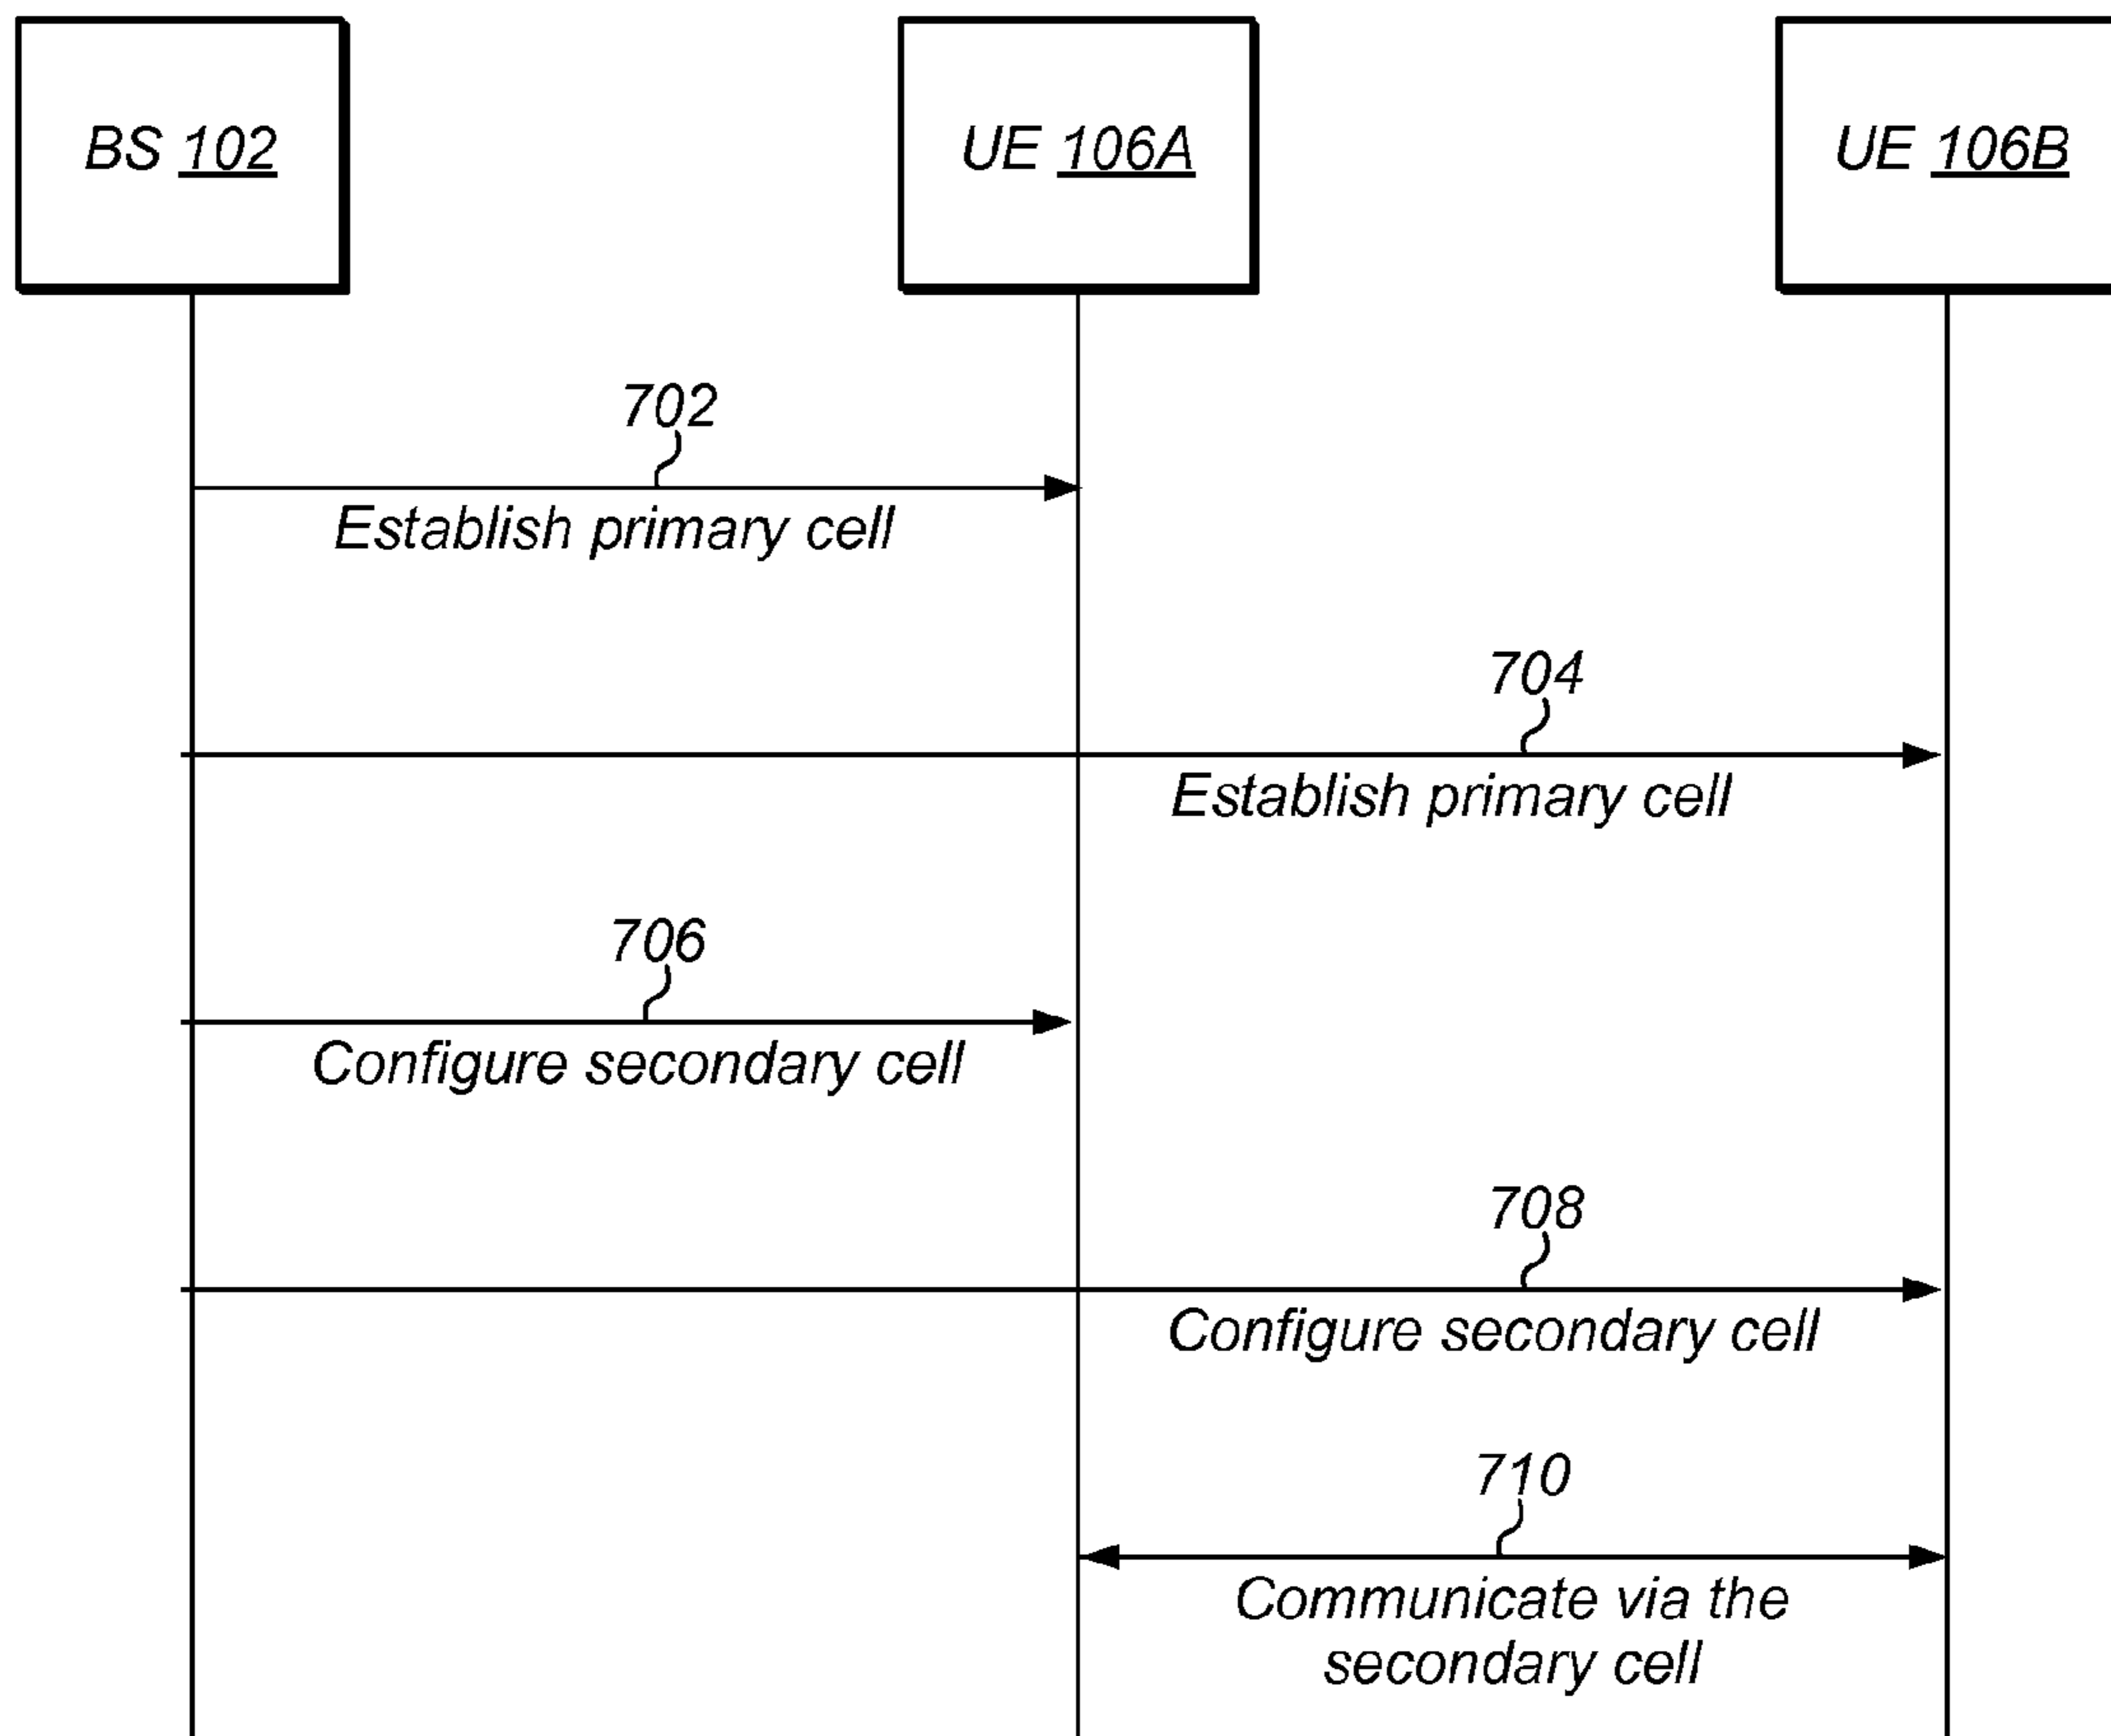 BS 102
UE 106A
UE 106B
702
Establish primary cell
704
Establish primary cell
706
Configure secondary cell
708
Configure secondary cell
710
Communicate via the
secondary cell